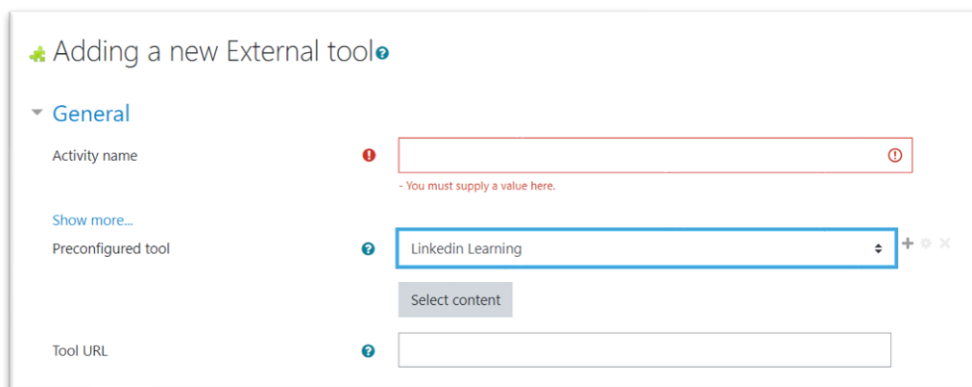 Adding a new External tool
General
Activity name
- You must supply a value here.
Show more...
Preconfigured tool
Linkedin Learning
Select content
Tool URL